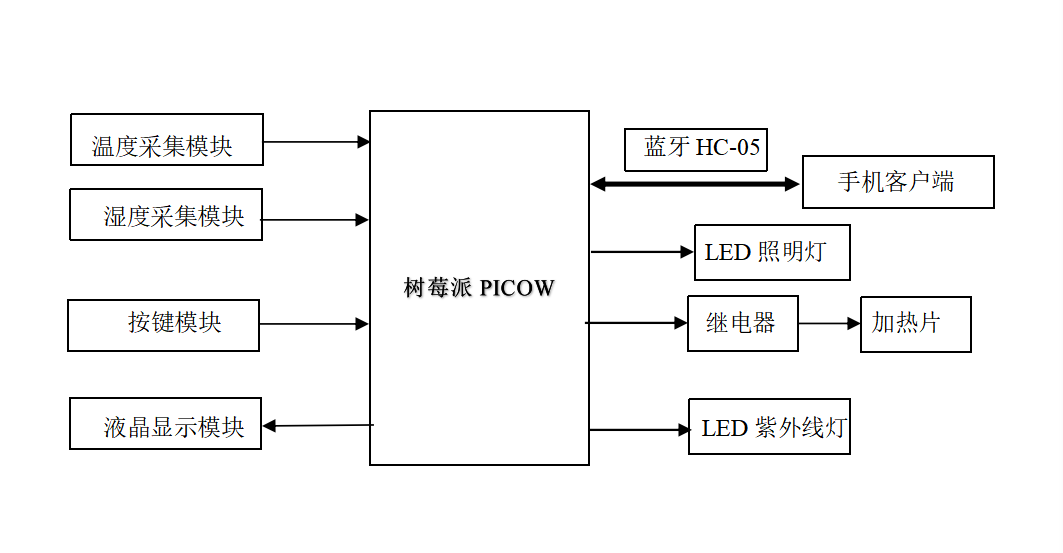 温度采集模块
湿度采集模块
按键模块
液晶显示模块
树莓派 PICOW
蓝牙 HC-05
手机客户端
LED 照明灯
继电器
加热片
LED 紫外线灯